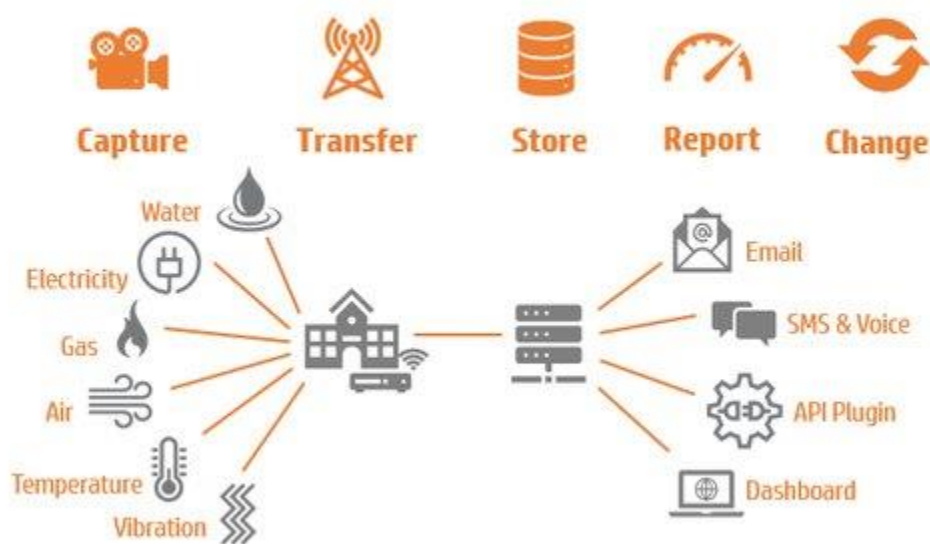 Capture
Transfer
Store
Report
Change
Water
Electricity
Gas
Air
Temperature
Vibration
Email
SMS & Voice
API Plugin
Dashboard